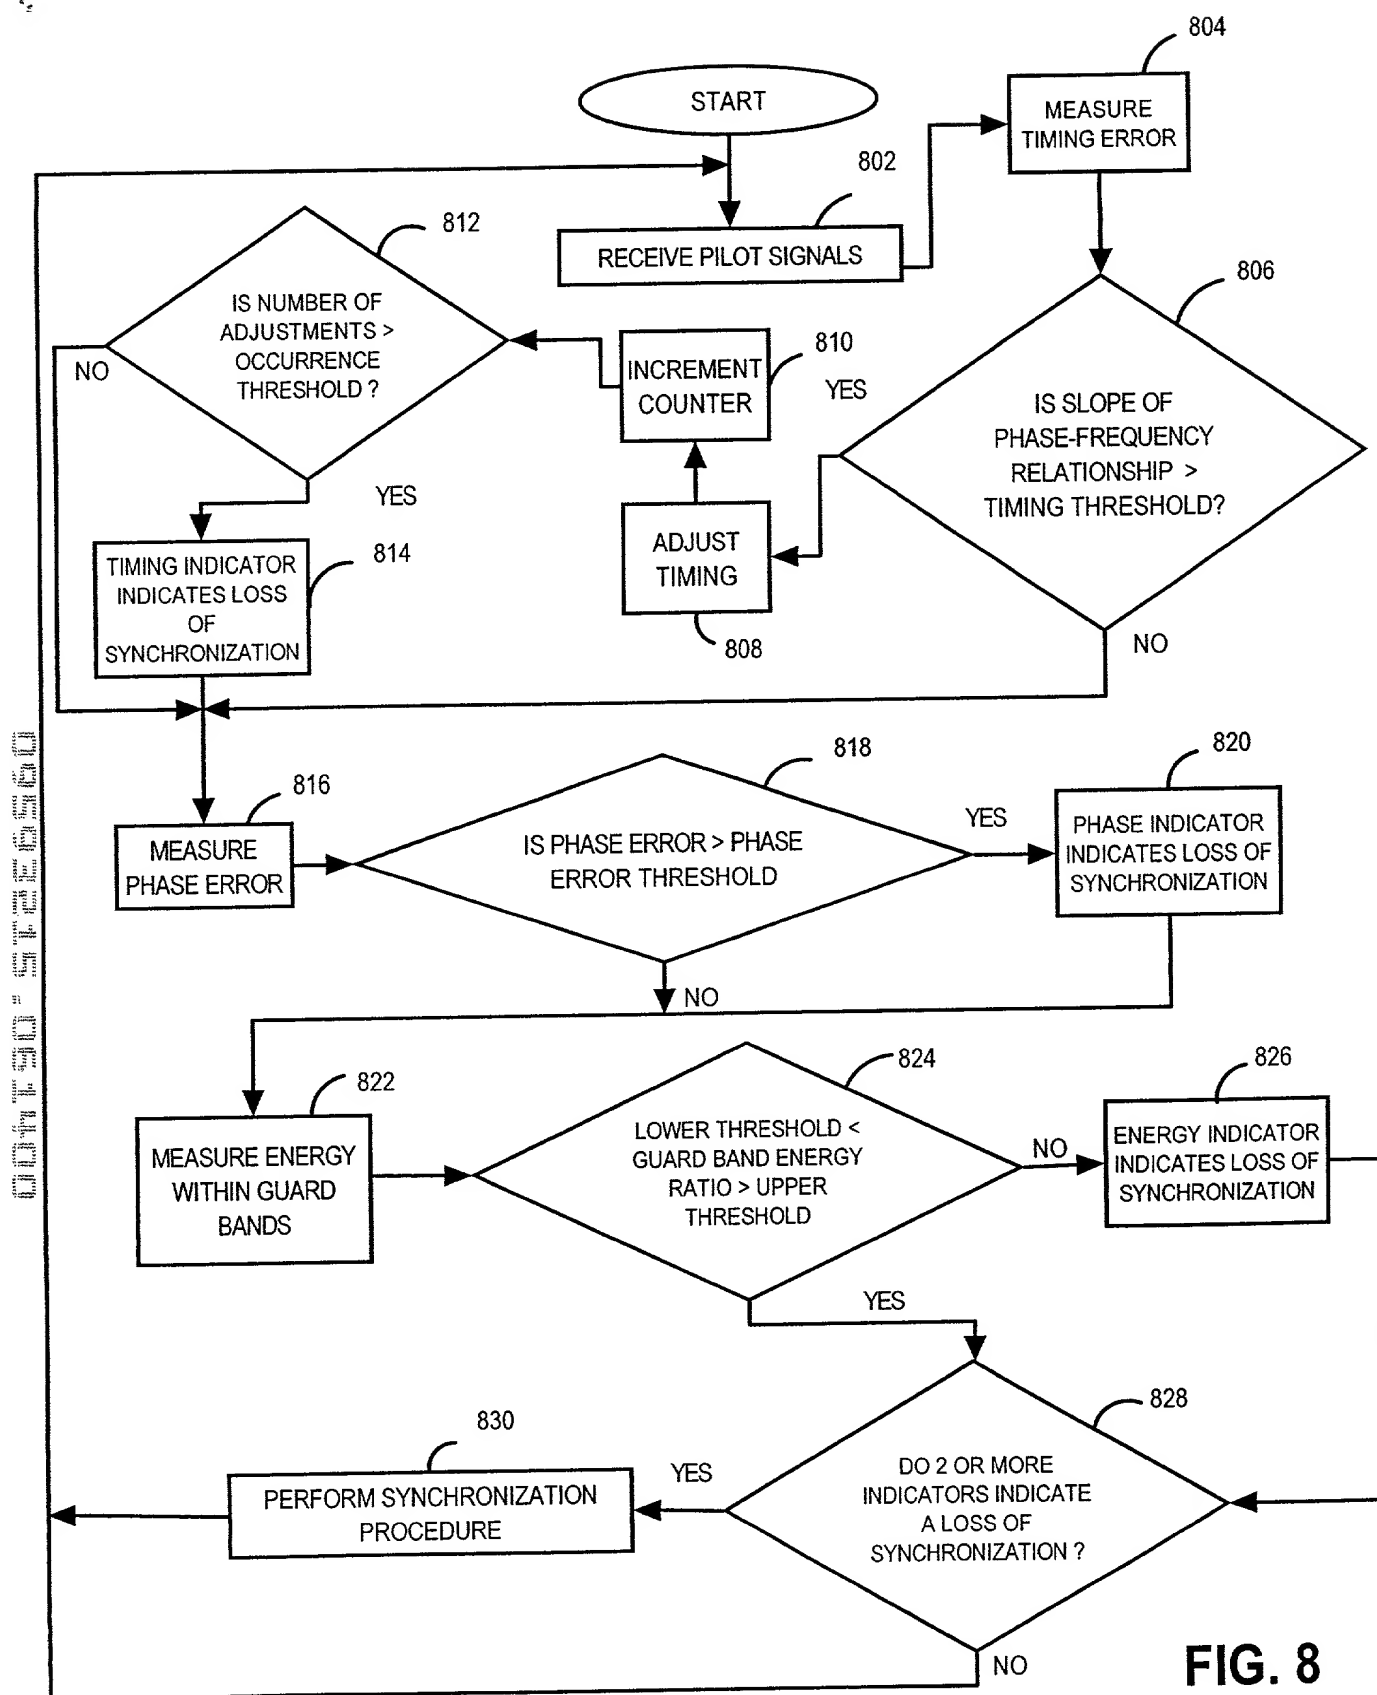 804
START
MEASURE
TIMING ERROR
802
RECEIVE PILOT SIGNALS
812
806
IS NUMBER OF
ADJUSTMENTS >
OCCURRENCE
THRESHOLD ?
NO
810
INCREMENT
COUNTER
YES
IS SLOPE OF
PHASE-FREQUENCY
RELATIONSHIP >
TIMING THRESHOLD?
YES
814
TIMING INDICATOR
INDICATES LOSS
OF
SYNCHRONIZATION
ADJUST
TIMING
808
NO
816
818
820
MEASURE
PHASE ERROR
IS PHASE ERROR > PHASE
ERROR THRESHOLD
YES
PHASE INDICATOR
INDICATES LOSS OF
SYNCHRONIZATION
NO
822
824
826
MEASURE ENERGY
WITHIN GUARD
BANDS
LOWER THRESHOLD <
GUARD BAND ENERGY
RATIO > UPPER
THRESHOLD
NO
ENERGY INDICATOR
INDICATES LOSS OF
SYNCHRONIZATION
YES
828
830
PERFORM SYNCHRONIZATION
PROCEDURE
YES
DO 2 OR MORE
INDICATORS INDICATE
A LOSS OF
SYNCHRONIZATION ?
NO
FIG. 8
09593215.051400